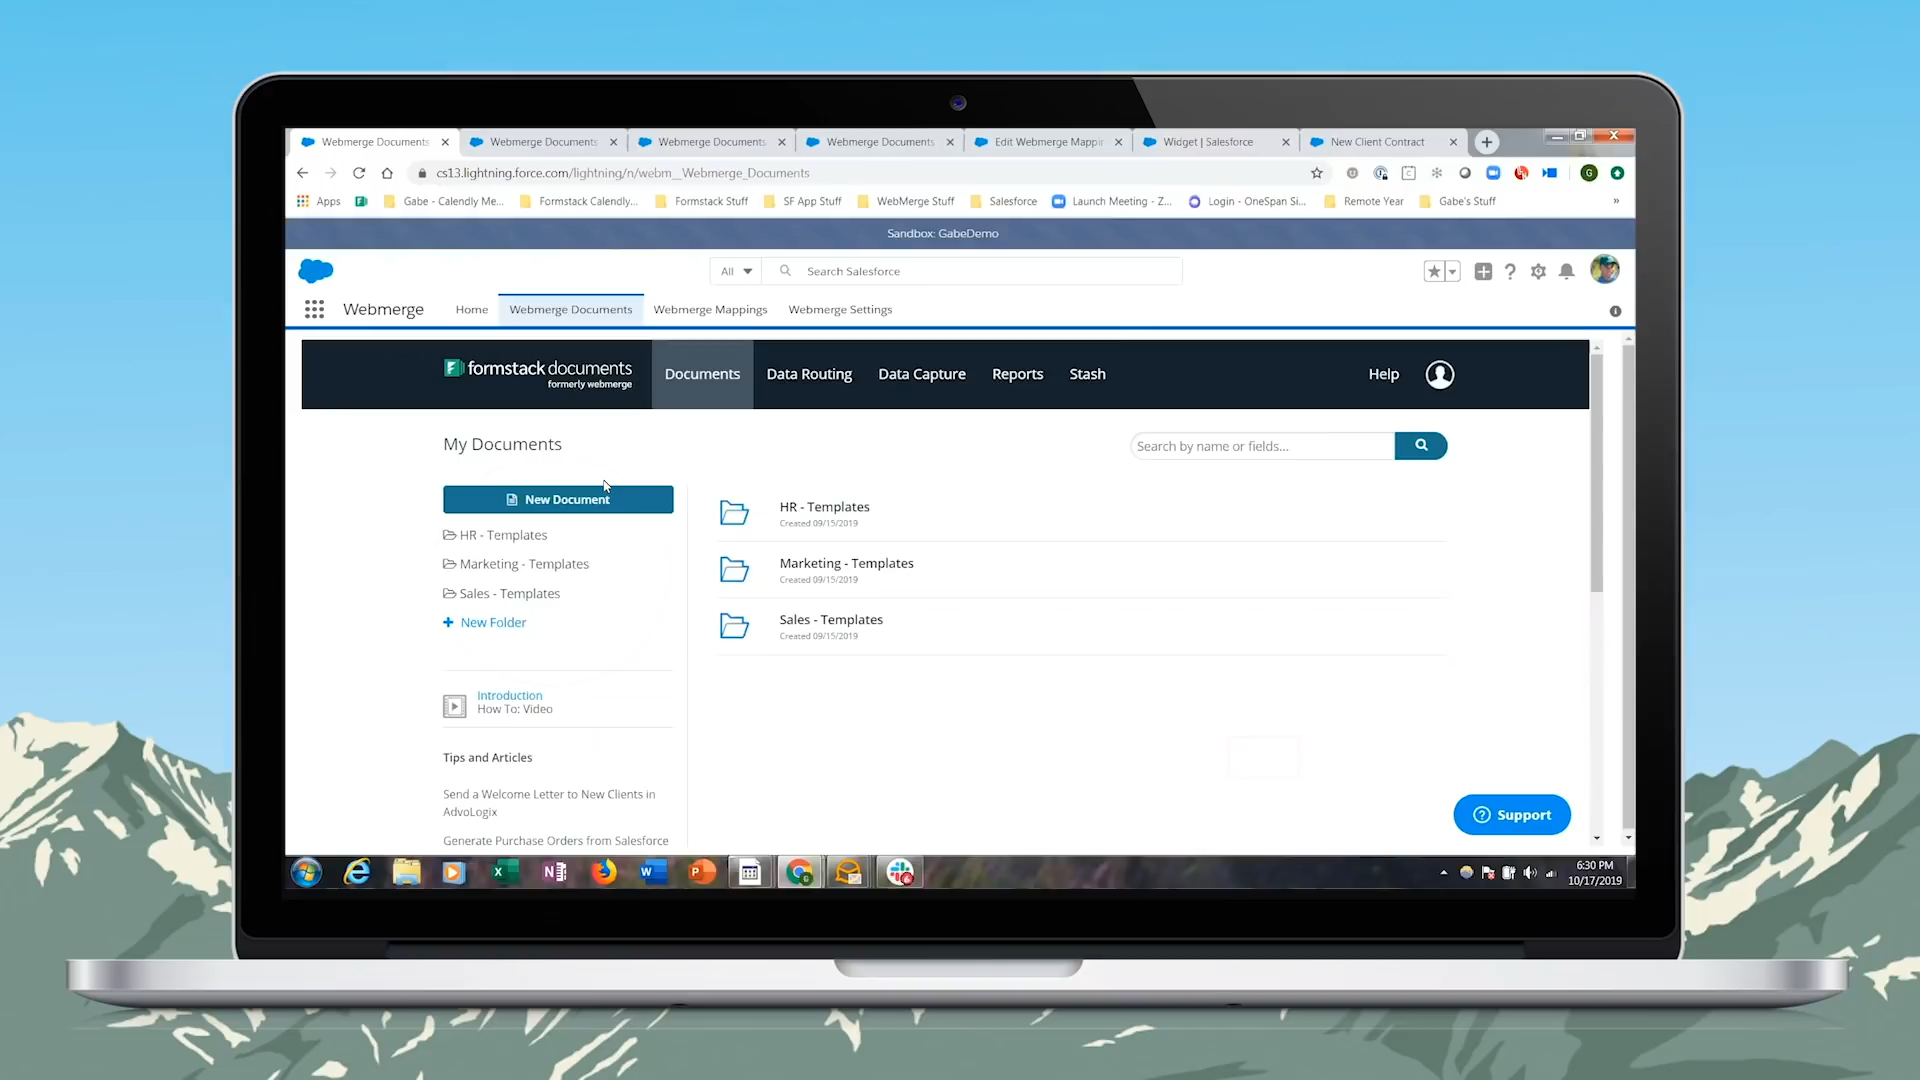 Webmerge Documents
Webmerge Documents
Webmerge Documents
Webmerge Documents
Edit Webmerge Mappin
Widget | Salesforce
New Client Contract
cs13.lightning.force.com/lightning/n/webm__Webmerge_Documents
Apps
Gabe - Calendly Me...
Formstack Calendly...
Formstack Stuff
SF App Stuff
WebMerge Stuff
Salesforce
Launch Meeting - Z...
Login - OneSpan Si...
Remote Year
Gabe's Stuff
»
Sandbox: GabeDemo
All
Search Salesforce
Webmerge
Home
Webmerge Documents
Webmerge Mappings
Webmerge Settings
formstack documents
formerly webmerge
Documents
Data Routing
Data Capture
Reports
Stash
Help
My Documents
Search by name or fields...
New Document
HR - Templates
Marketing - Templates
Sales - Templates
+ New Folder
HR - Templates
Created 09/15/2019
Marketing - Templates
Created 09/15/2019
Sales - Templates
Created 09/15/2019
Introduction
How To: Video
Tips and Articles
Send a Welcome Letter to New Clients in
AdvoLogix
Generate Purchase Orders from Salesforce
Support
6:30 PM
10/17/2019